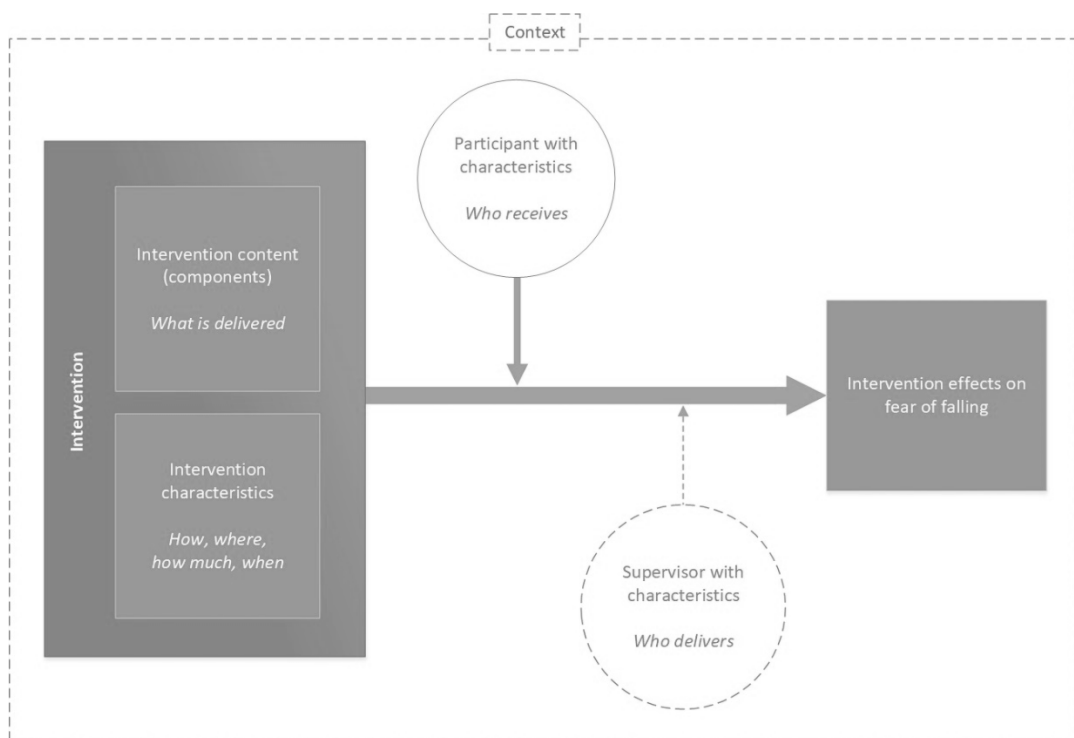 Context
Participant with
characteristics
Who receives
Intervention
Intervention content
(components)
What is delivered
Intervention
characteristics
How, where,
how much, when
Intervention effects on
fear of falling
Supervisor with
characteristics
Who delivers